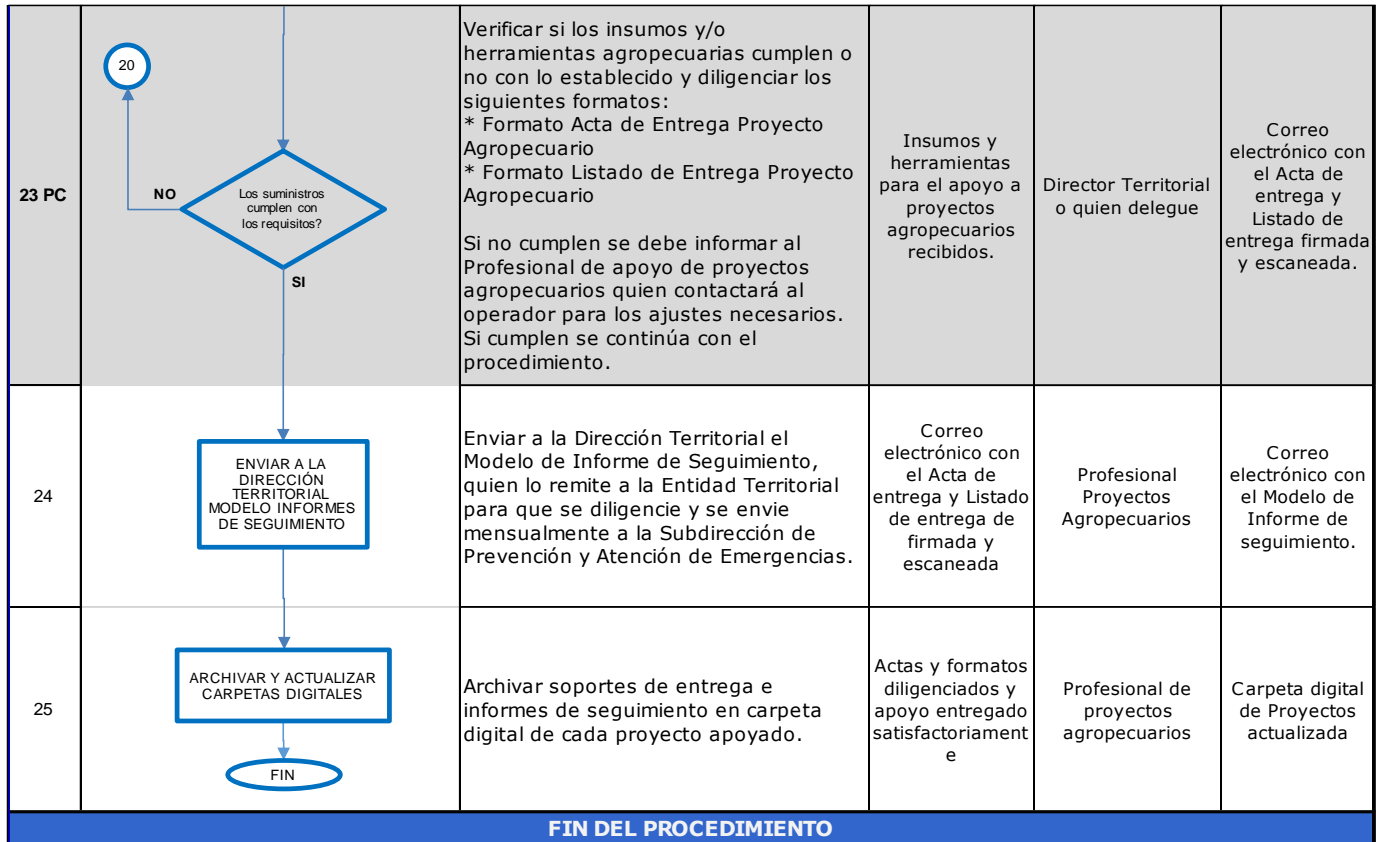 23 PC
20
NO
Los suministros
cumplen con
los requisitos?
SI
Verificar si los insumos y/o
herramientas agropecuarias cumplen o
no con lo establecido y diligenciar los
siguientes formatos:
* Formato Acta de Entrega Proyecto
Agropecuario
* Formato Listado de Entrega Proyecto
Agropecuario
Si no cumplen se debe informar al
Profesional de apoyo de proyectos
agropecuarios quien contactará al
operador para los ajustes necesarios.
Si cumplen se continúa con el
procedimiento.
Insumos y
herramientas
para el apoyo a
proyectos
agropecuarios
recibidos.
Director Territorial
o quien delegue
Correo
electrónico con
el Acta de
entrega y
Listado de
entrega firmada
y escaneada.
24
ENVIAR A LA
DIRECCIÓN
TERRITORIAL
MODELO INFORMES
DE SEGUIMIENTO
Enviar a la Dirección Territorial el
Modelo de Informe de Seguimiento,
quien lo remite a la Entidad Territorial
para que se diligencie y se envie
mensualmente a la Subdirección de
Prevención y Atención de Emergencias.
Correo
electrónico con
el Acta de
entrega y Listado
de entrega de
firmada y
escaneada
Profesional
Proyectos
Agropecuarios
Correo
electrónico con
el Modelo de
Informe de
seguimiento.
25
ARCHIVAR Y ACTUALIZAR
CARPETAS DIGITALES
FIN
Archivar soportes de entrega e
informes de seguimiento en carpeta
digital de cada proyecto apoyado.
Actas y formatos
diligenciados y
apoyo entregado
satisfactoriament
e
Profesional de
proyectos
agropecuarios
Carpeta digital
de Proyectos
actualizada
FIN DEL PROCEDIMIENTO